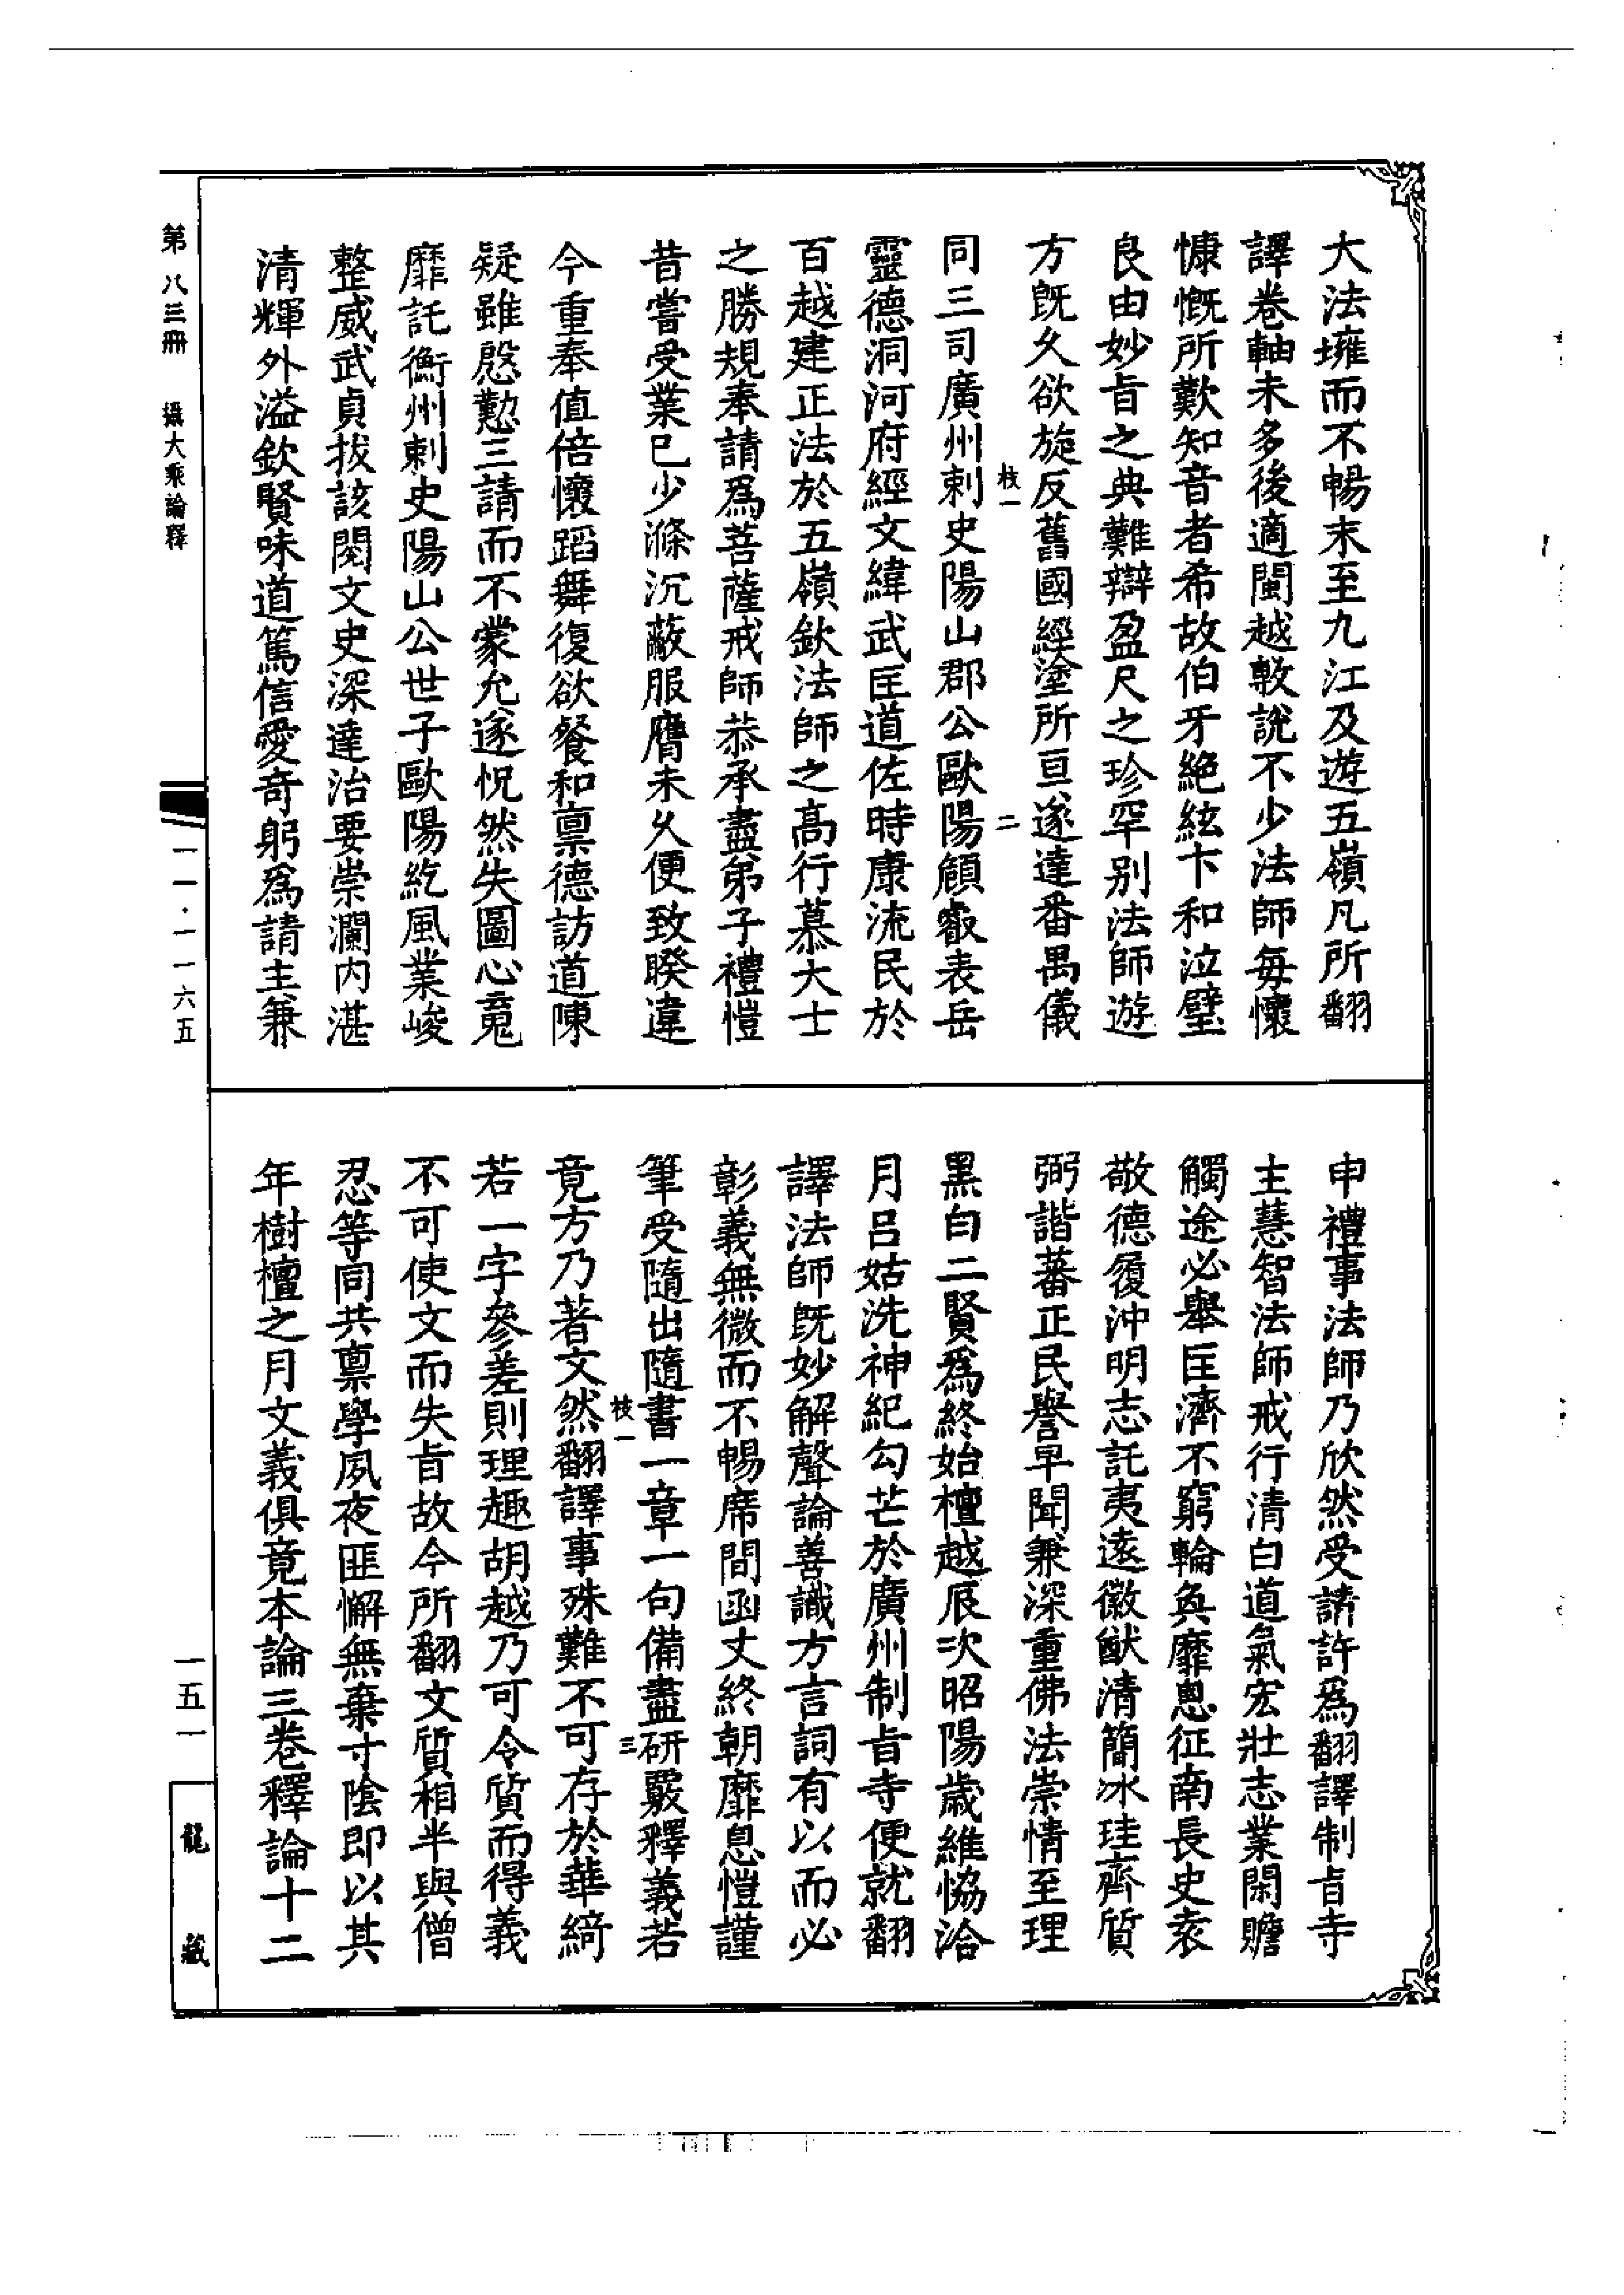 大法壅而不暢末至九江及遊五嶺凡所翻
譯卷軸未多後適閩越敷說不少法師每懷
慷慨所歎知音者希故伯牙絕絃卞和泣璧
良由妙旨之典難辯盈尺之珍罕別法師遊
方旣久欲旋反舊國經塗所亘遂達番禺儀
枝一
二
同三司廣州剌史陽山郡公歐陽頠叡表岳
靈德洞河府經文緯武匡道佐時康流民於
百越建正法於五嶺欽法師之高行慕大士
之勝規奉請爲菩薩戒師恭承盡弟子禮愷
昔嘗受業已少滌沉蔽服膺未久便致睽違
今重奉值倍懷蹈舞復欲餐和稟德訪道陳
疑雖慇懃三請而不蒙允遂怳然失圖心䰟
靡託衡州剌史陽山公世子歐陽紇風業峻
整威武貞拔該閱文史深達治要崇瀾內湛
清輝外溢欽賢味道篤信愛奇躬爲請主兼
申禮事法師乃欣然受請許爲翻譯制旨寺
主慧智法師戒行清白道氣宏壯志業閑贍
觸途必舉匡濟不窮輪奐靡息征南長史袁
敬德履沖明志託夷遠徽猷清簡冰珪齊質
弼諧蕃正民譽早聞兼深重佛法崇情至理
黑白二賢爲終始檀越辰次昭陽歲維協洽
月呂姑洗神紀勾芒於廣州制旨寺便就翻
譯法師旣妙解聲論善識方言詞有以而必
彰義無微而不暢席間函丈終朝靡息愷謹
筆受隨出隨書一章一句備盡研覈釋義若
枝一
三
竟方乃著文然翻譯事殊難不可存於華綺
若一字參差則理趣胡越乃可令質而得義
不可使文而失旨故今所翻文質相半與僧
忍等同共稟學夙夜匪懈無棄寸陰即以其
年樹檀之月文義俱竟本論三卷釋論十二
第八三冊
攝大乘論釋
一一·一一六五
一五一
龍藏